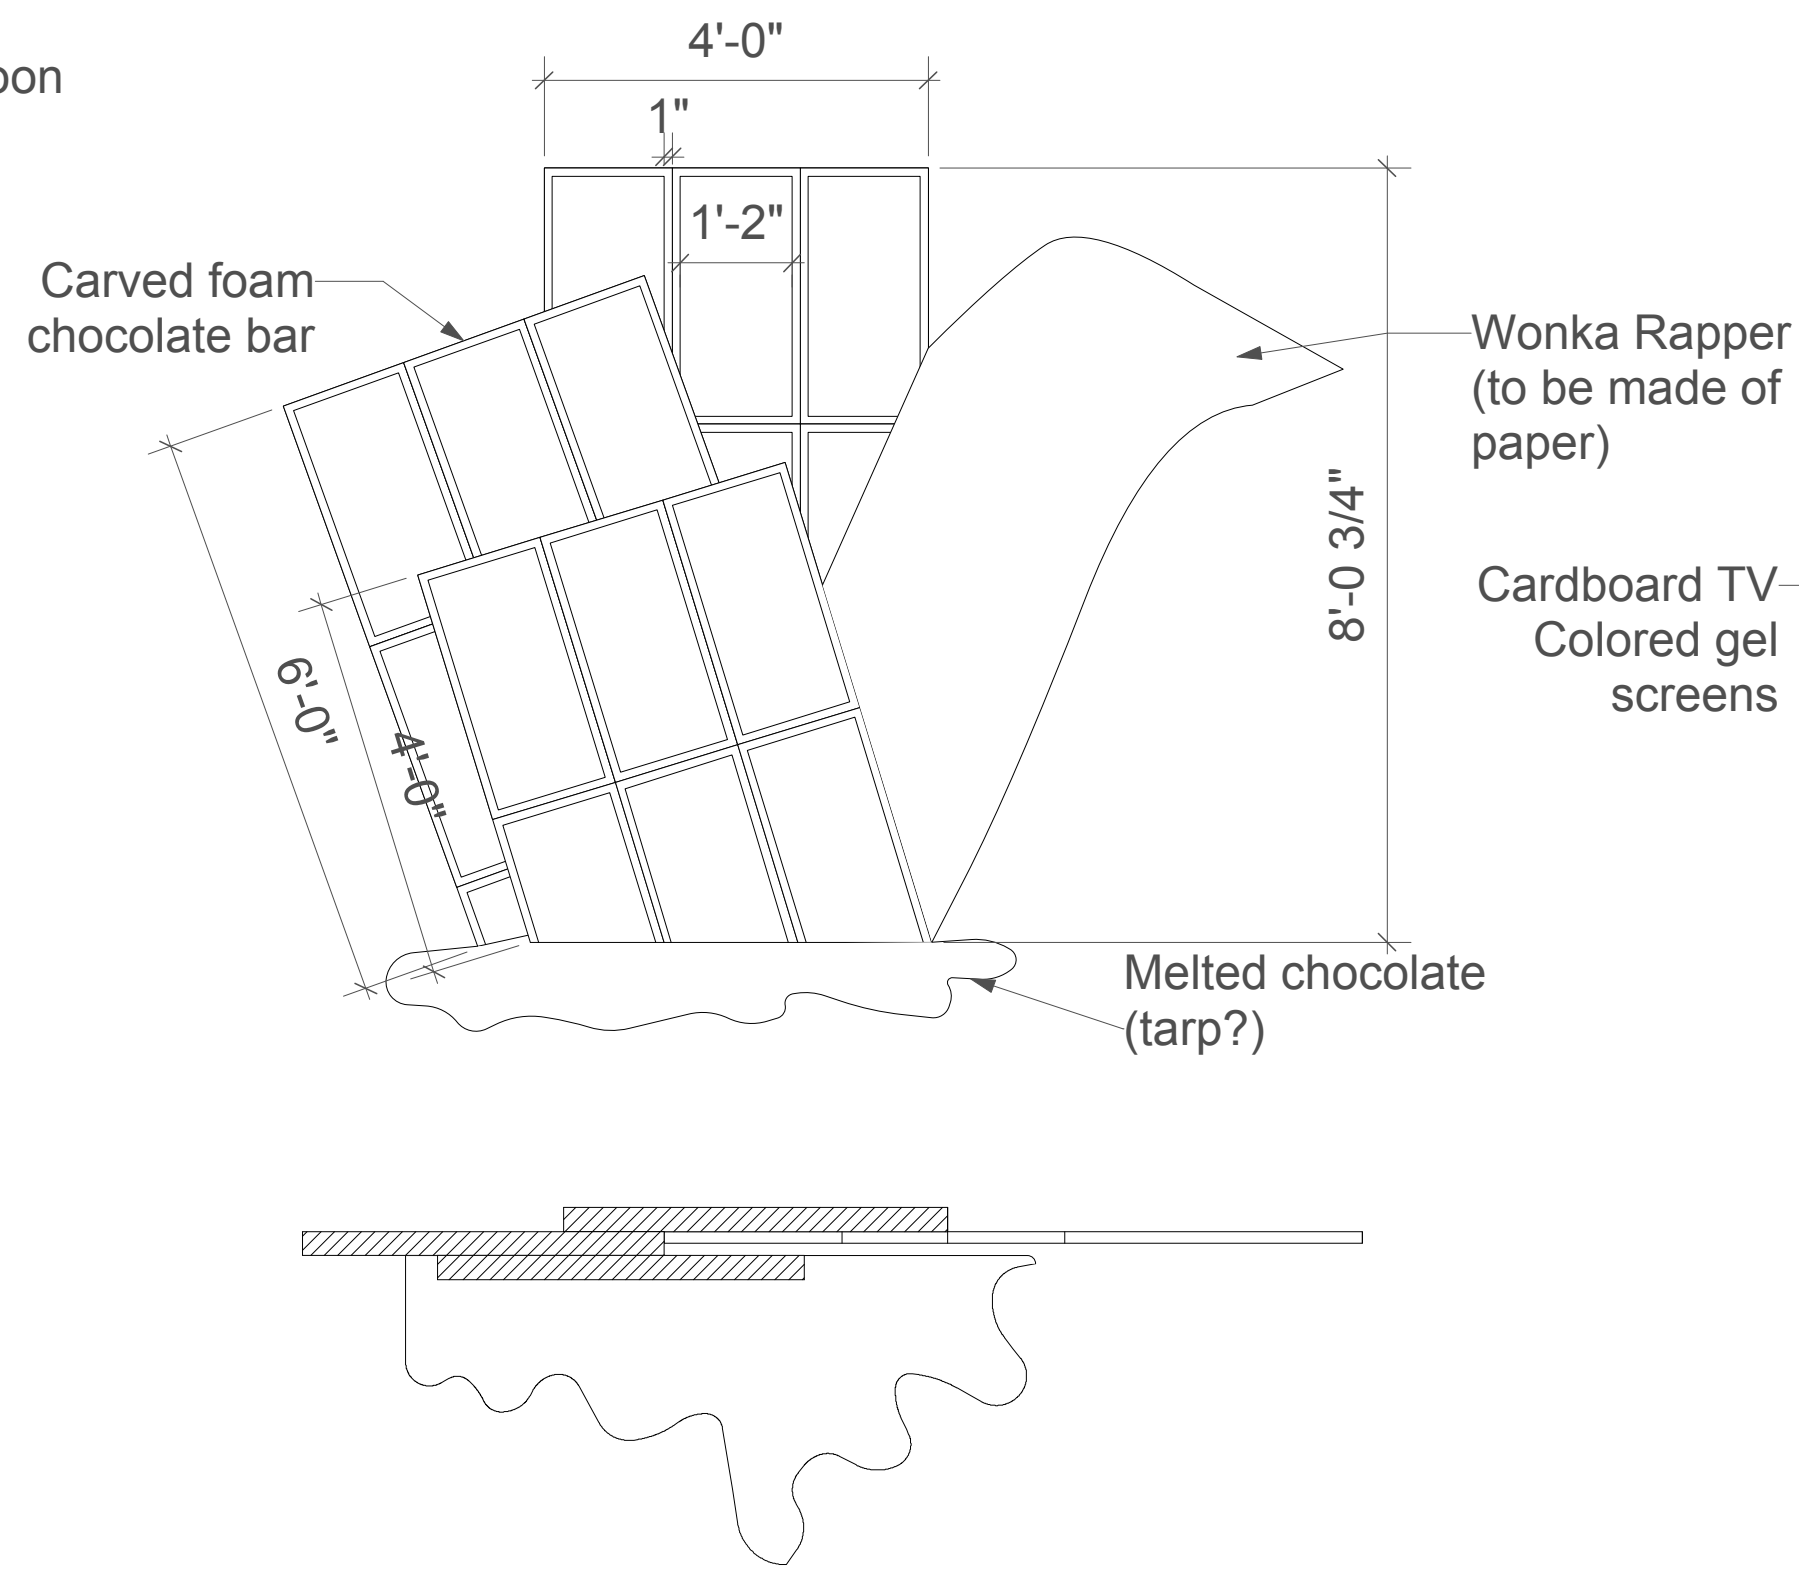 4'-0"
oon
1"
1'-2"
Carved foam
chocolate bar
Wonka Rapper
(to be made of
paper)
8'-0 3/4"
Cardboard TV
Colored gel
screens
6'-0"
4'-0"
Melted chocolate
(tarp?)